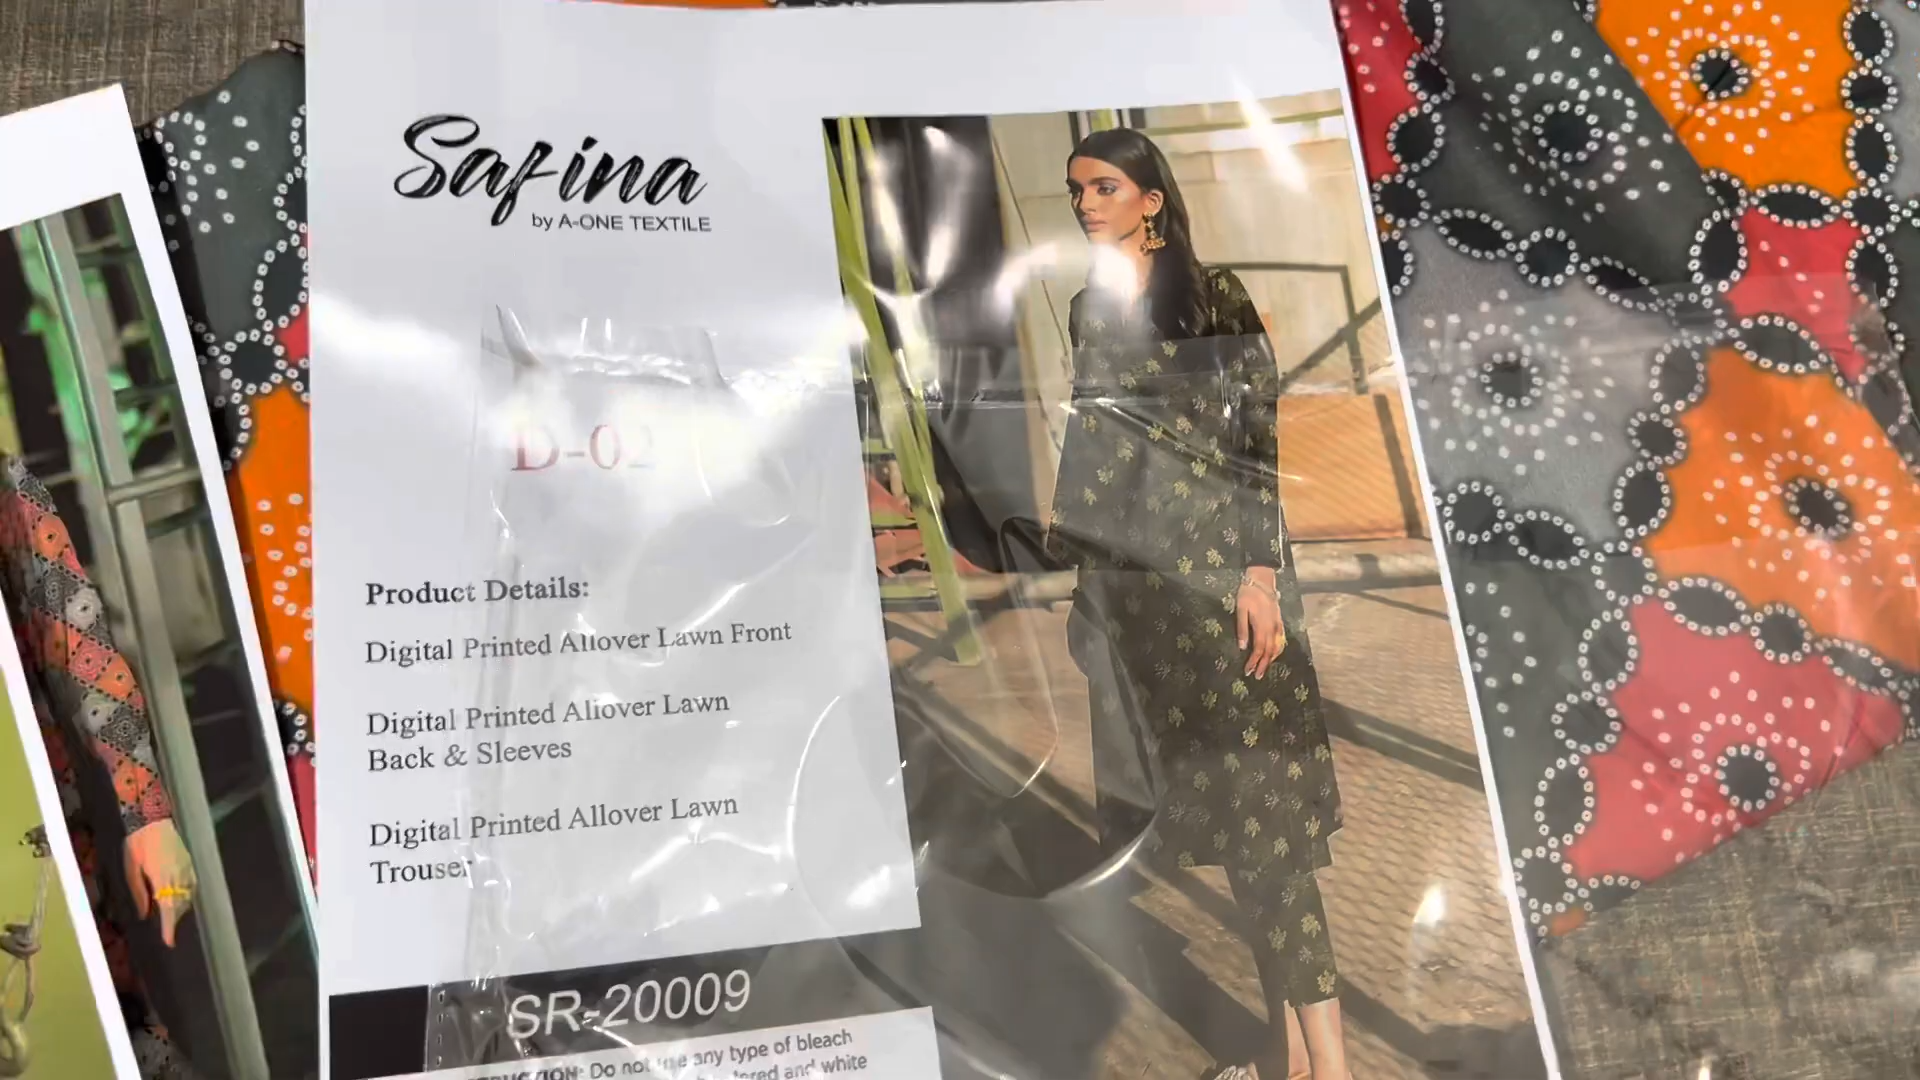 Safina
by A-ONE TEXTILE
D-02
Product Details:
Digital Printed Allover Lawn Front
Digital Printed Allover Lawn
Back & Sleeves
Digital Printed Allover Lawn
Trouser
SR-20009
Do not use any type of bleach
and white